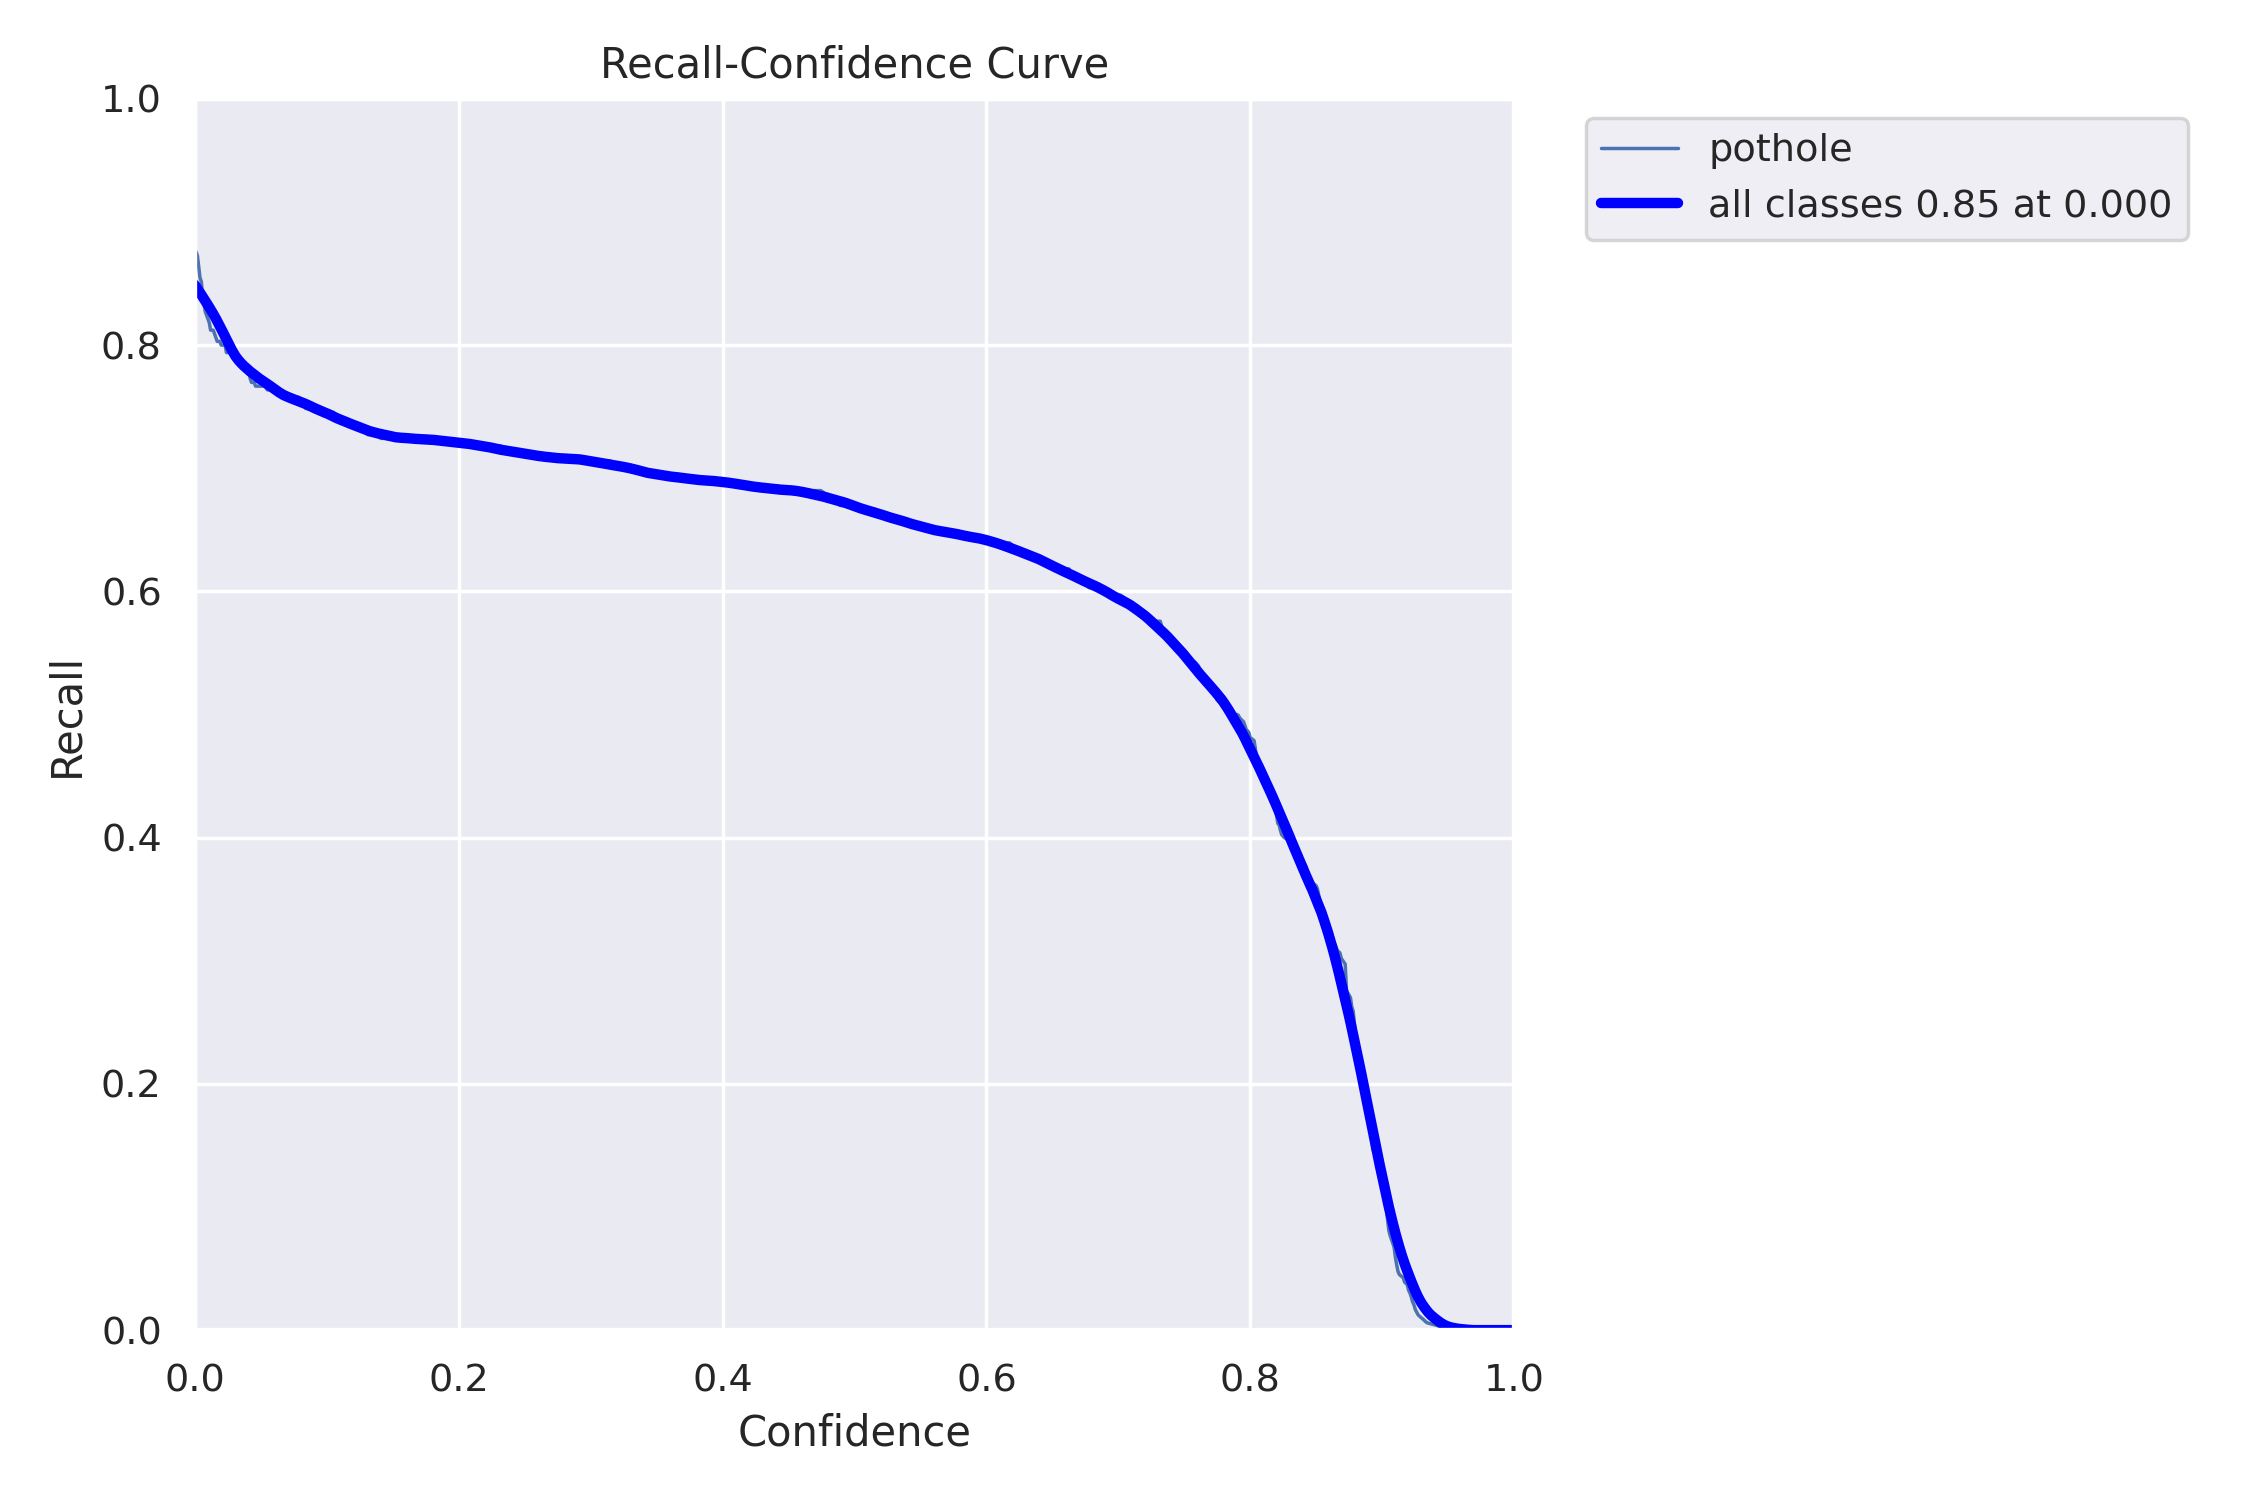 Recall-Confidence Curve
1.0
0.8
0.6
0.4
0.2
0.0
Recall
0.0 0.2 0.4 0.6 0.8 1.0
Confidence
pothole
all classes 0.85 at 0.000